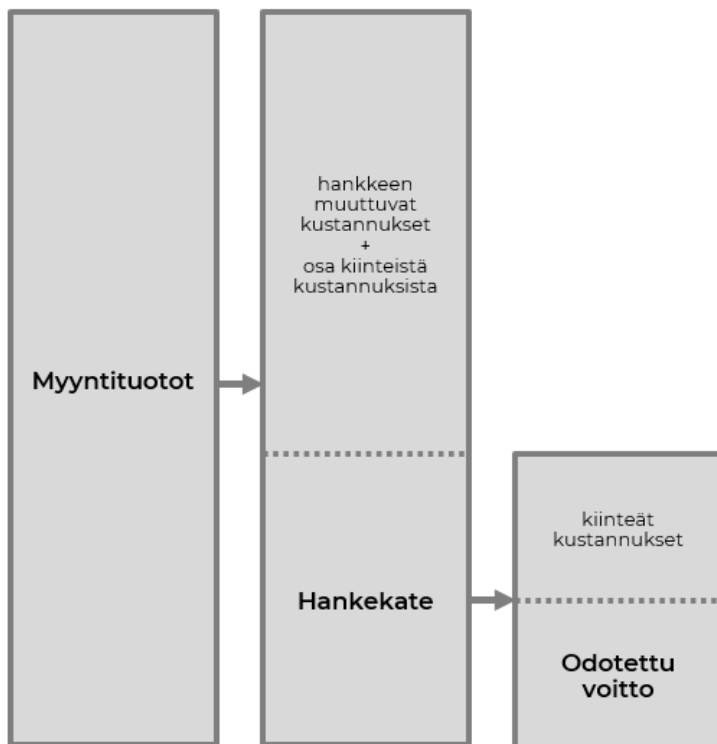 Myyntituotot
hankkeen
muuttuvat
kustannukset
+
osa kiinteistä
kustannuksista
Hankekate
kiinteät
kustannukset
Odotettu
voitto